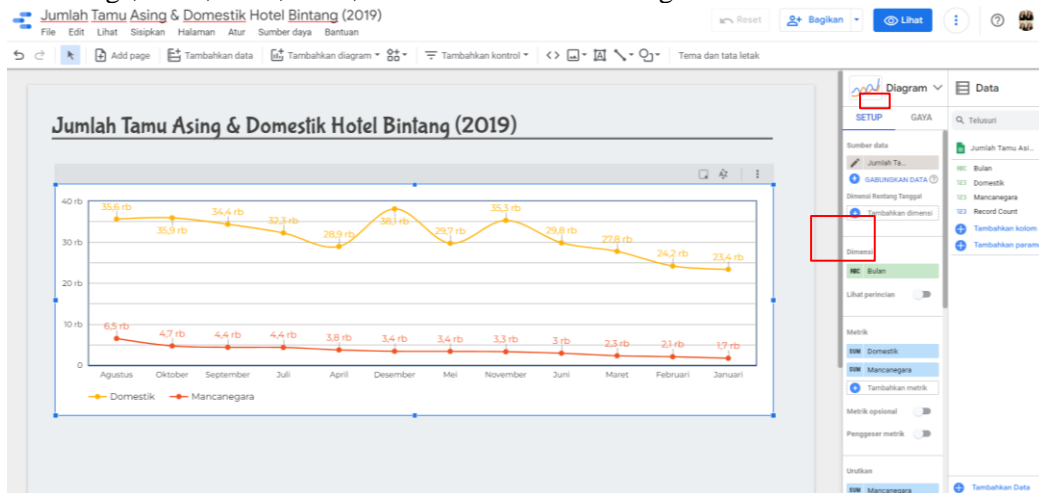 Jumlah Tamu Asing & Domestik Hotel Bintang (2019)
Reset
Bagikan
Lihat
File Edit Lihat Sisipkan Halaman Atur Sumber daya Bantuan
Add page
Tambahkan data
Tambahkan diagram
Tambahkan kontrol
Tema dan tata letak
Jumlah Tamu Asing & Domestik Hotel Bintang (2019)
40 rb
30 rb
20 rb
10 rb
0
35,6 rb
35,9 rb
34,4 rb
32,3 rb
28,9 rb
38,1 rb
29,7 rb
35,3 rb
29,8 rb
27,8 rb
24,2 rb
23,4 rb
6,5 rb
4,7 rb
4,4 rb
4,4 rb
3,8 rb
3,4 rb
3,4 rb
3,3 rb
3 rb
2,3 rb
2,1 rb
1,7 rb
Agustus Oktober September Juli April Desember Mei November Juni Maret Februari Januari
Domestik Mancanegara
Diagram
SETUP GAYA
Sumber data
Jumlah Ta...
GABUNGKAN DATA
Dimensi Rentang Tanggal
Tambahkan dimensi
Dimensi
ABC Bulan
Lihat perincian
Metrik
SUM Domestik
SUM Mancanegara
Tambahkan metrik
Metrik opsional
Penggeser metrik
Urutkan
SUM Mancanegara
Data
Telusuri
Jumlah Tamu Asi...
ABC Bulan
123 Domestik
123 Mancanegara
123 Record Count
Tambahkan kolom
Tambahkan param
Tambahkan Data